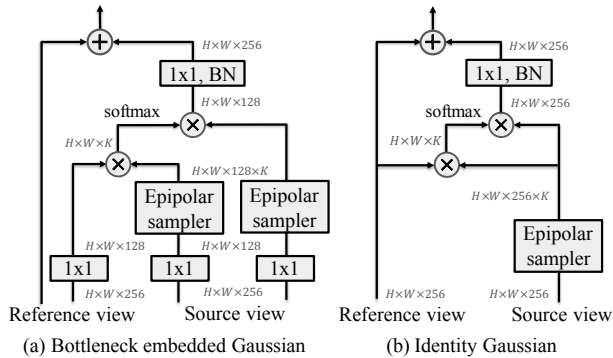 H×W×256
1x1, BN
H×W×128
softmax
H×W×K
H×W×128×K
Epipolar
sampler
Epipolar
sampler
H×W×128
H×W×128
1x1
1x1
1x1
H×W×256
H×W×256
Reference view
Source view
(a) Bottleneck embedded Gaussian
H×W×256
1x1, BN
H×W×256
softmax
H×W×K
H×W×256×K
Epipolar
sampler
H×W×256
H×W×256
Reference view
Source view
(b) Identity Gaussian